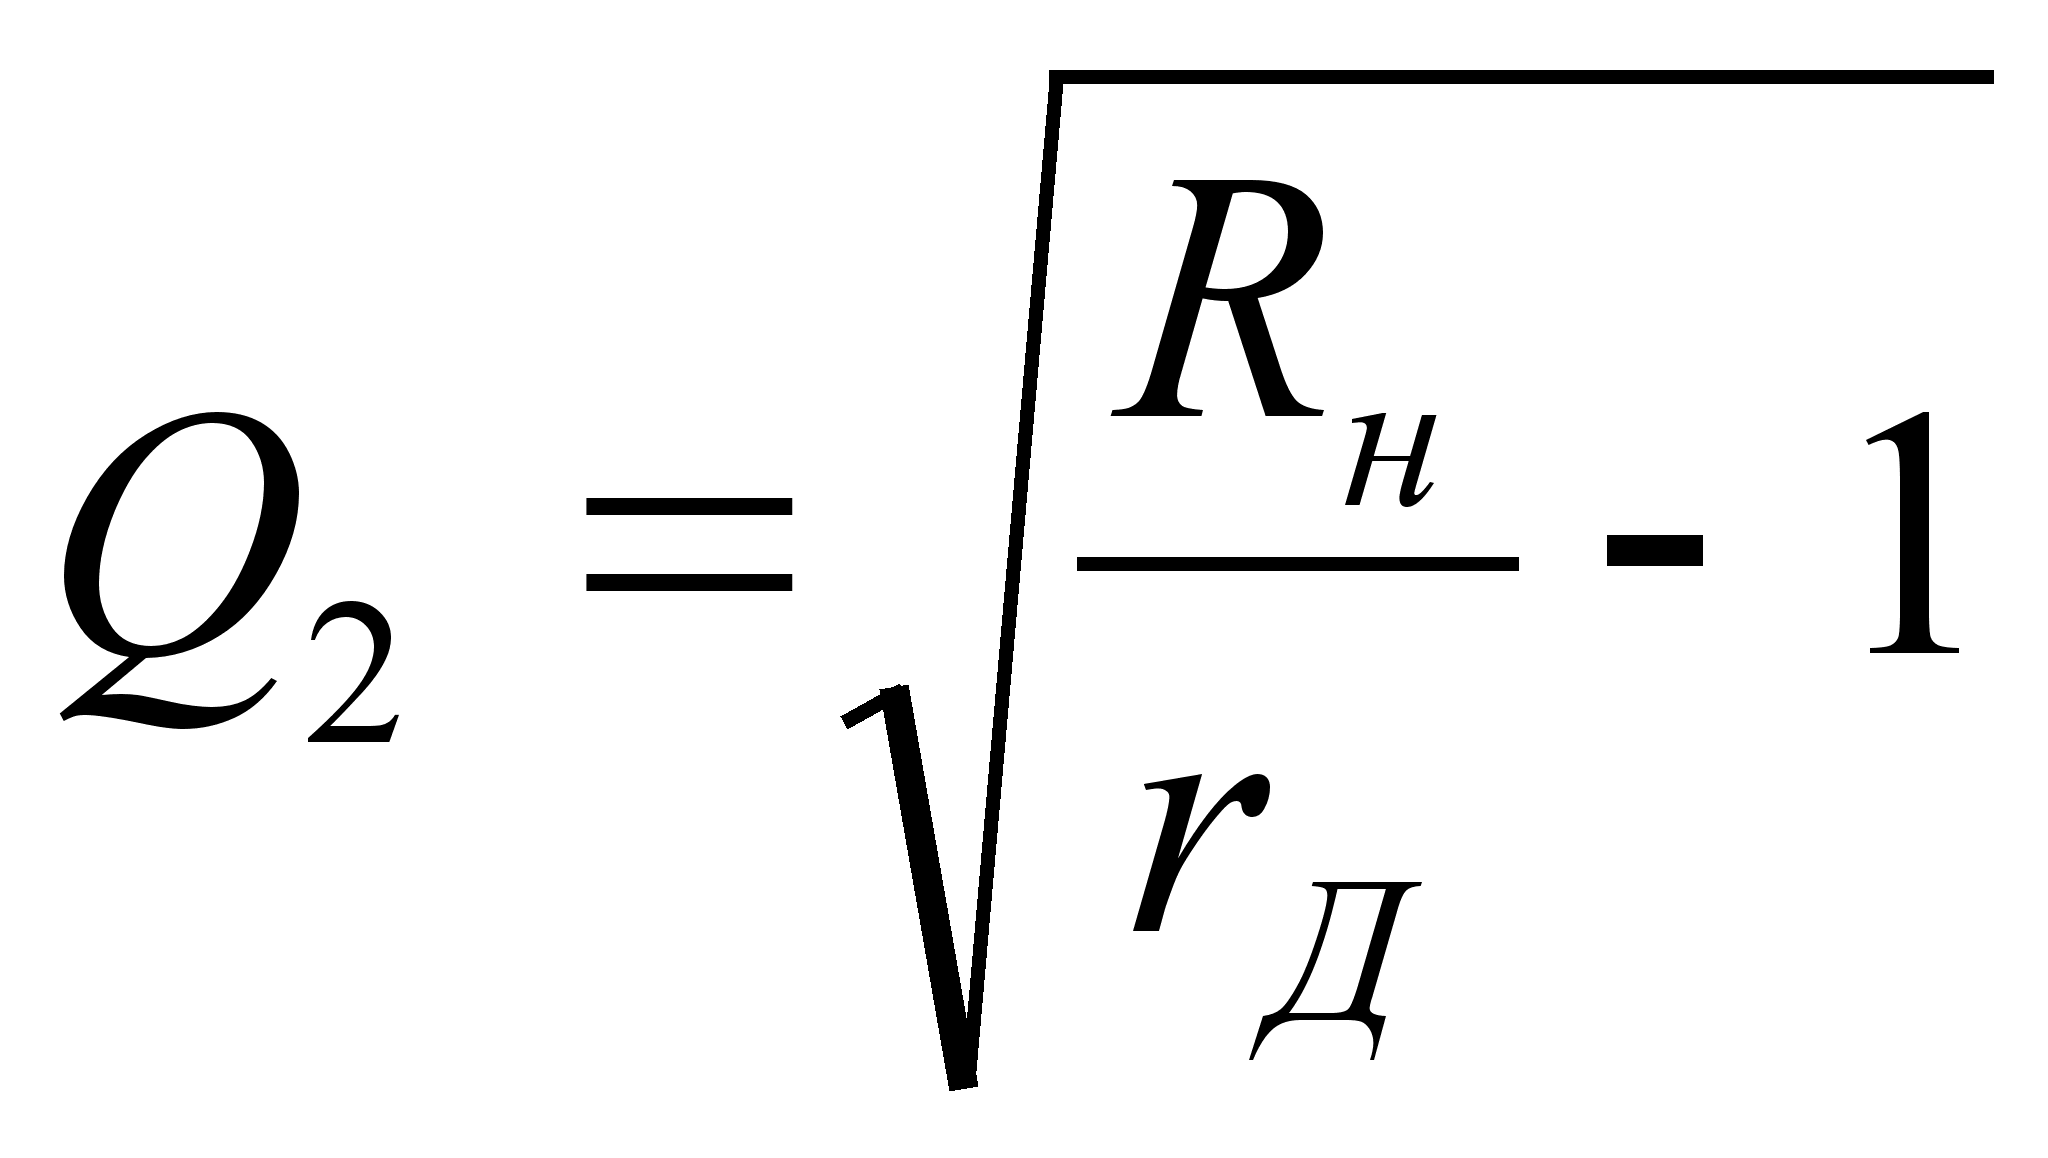 Q₂ = √(Rн / rД - 1)